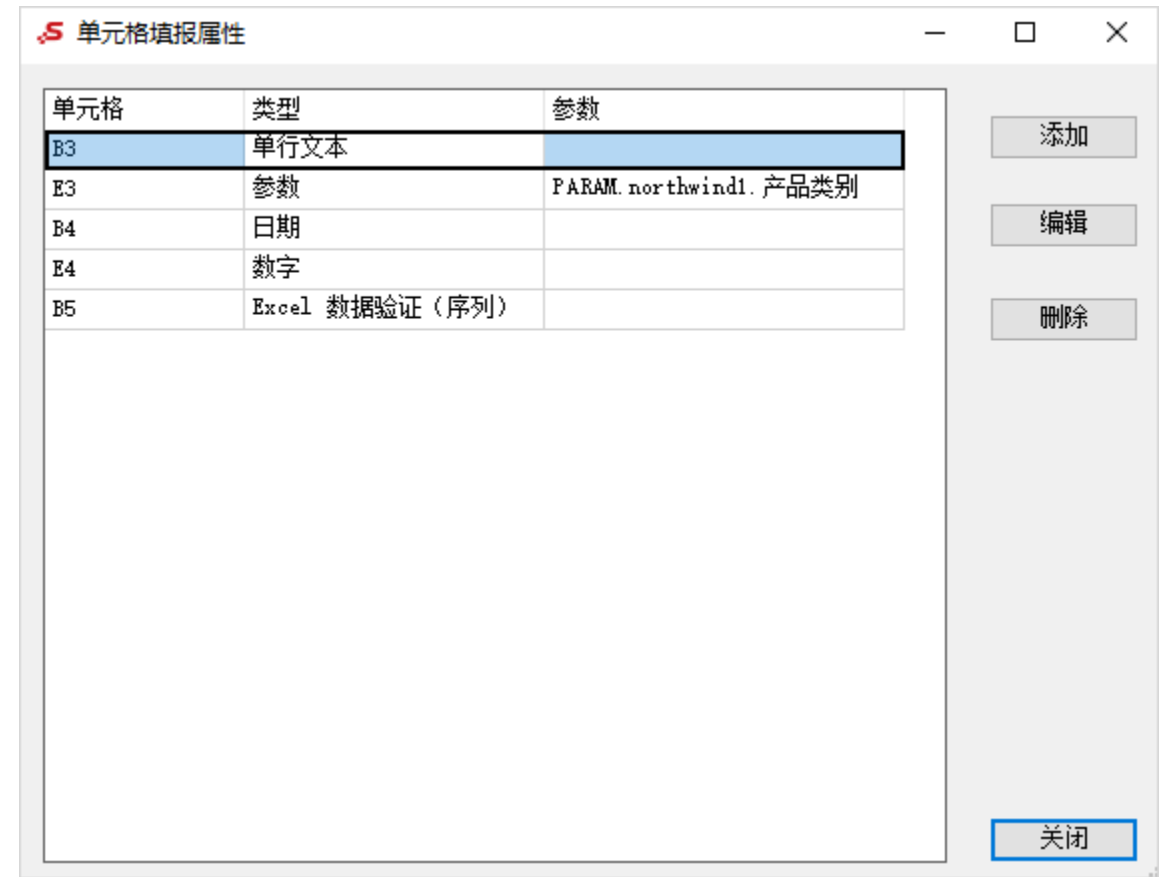 单元格填报属性
单元格 类型 参数
添加
B3 单行文本
E3 参数 PARAM.northwind1.产品类别
B4 日期
编辑
E4 数字
B5 Excel 数据验证（序列）
删除
关闭